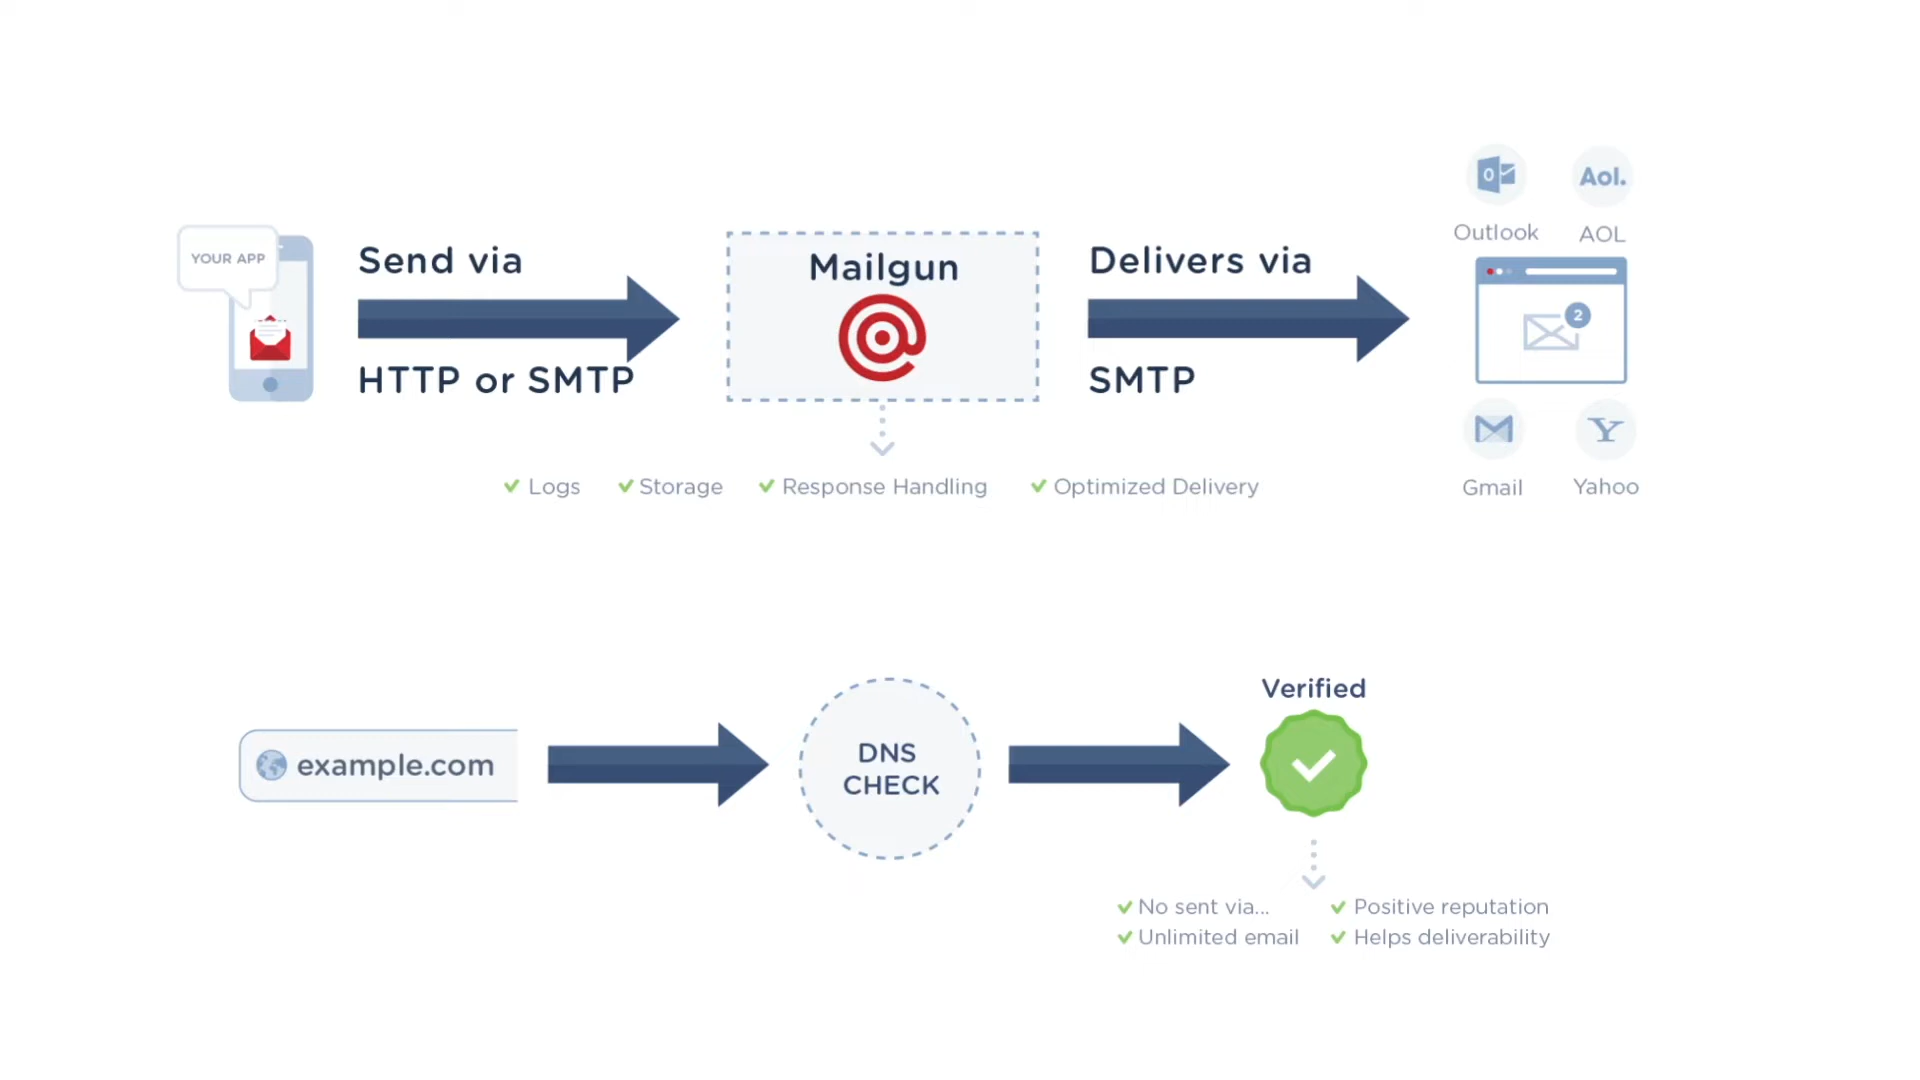 Outlook
Aol.
AOL
YOUR APP
Send via
HTTP or SMTP
Mailgun
Delivers via
SMTP
2
Gmail
Yahoo
Logs
Storage
Response Handling
Optimized Delivery
example.com
DNS
CHECK
Verified
No sent via...
Positive reputation
Unlimited email
Helps deliverability